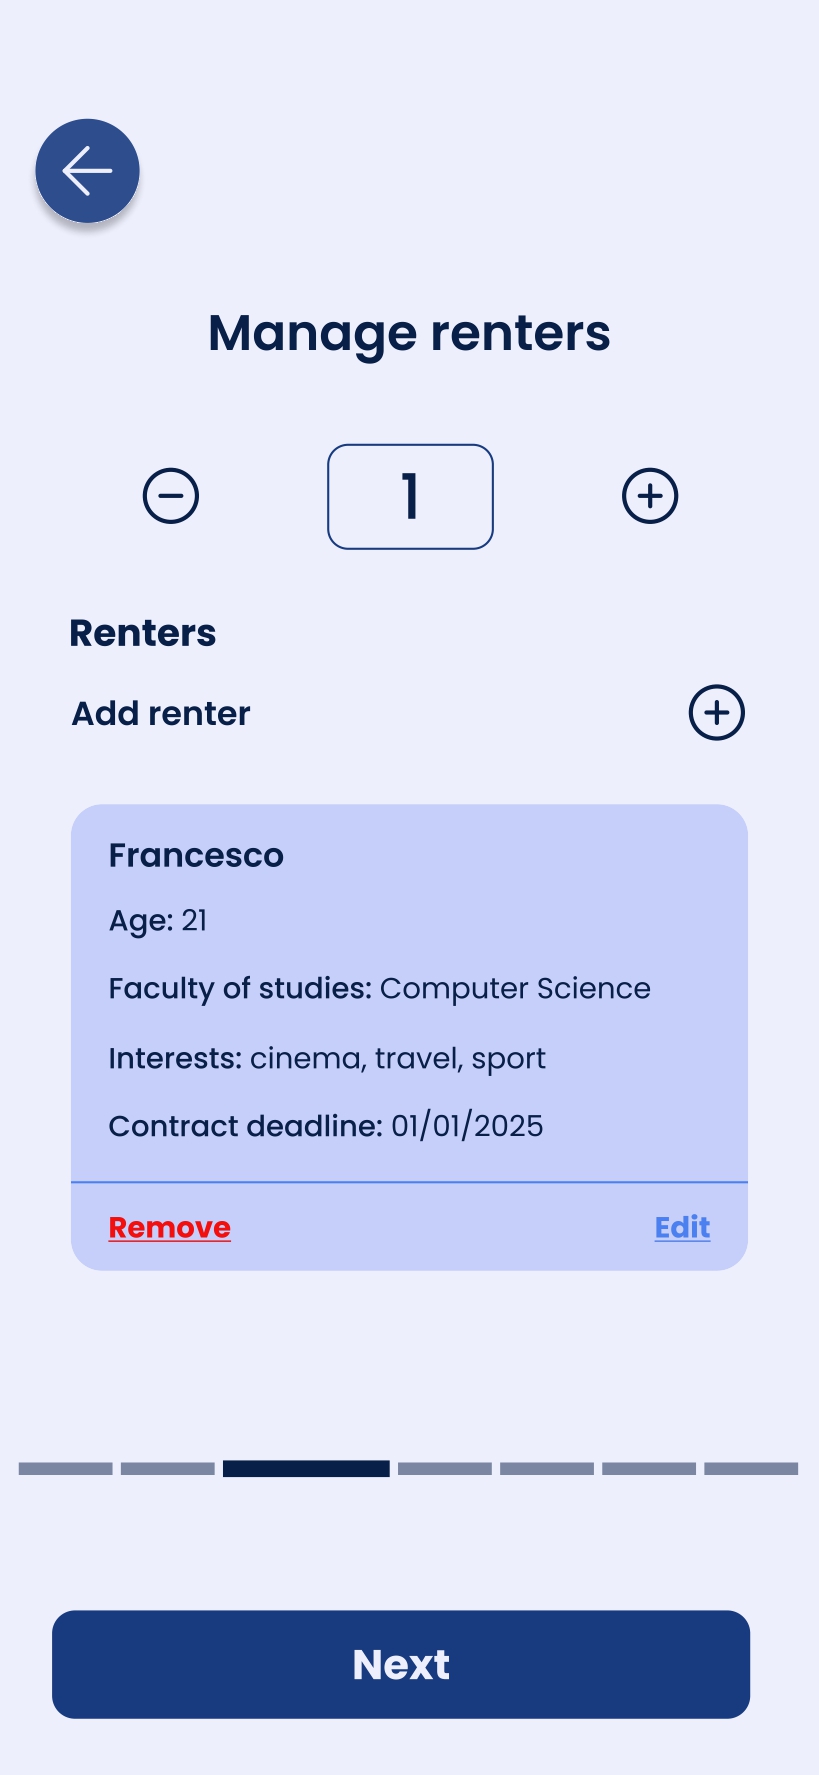 Manage renters
1
Renters
Add renter
Francesco
Age: 21
Faculty of studies: Computer Science
Interests: cinema, travel, sport
Contract deadline: 01/01/2025
Remove Edit
Next